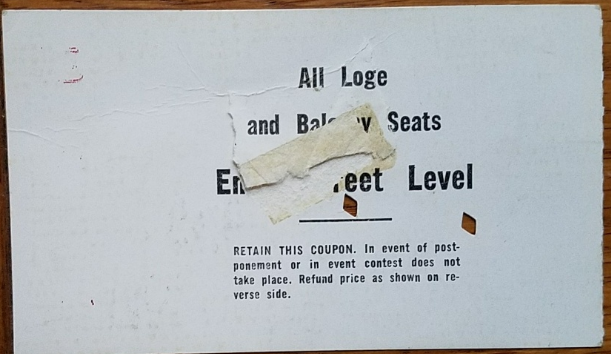 All Loge
and Seats
Level
RETAIN THIS COUPON. In event of post-
ponement or in event contest does not
take place. Refund price as shown on re-
verse side.